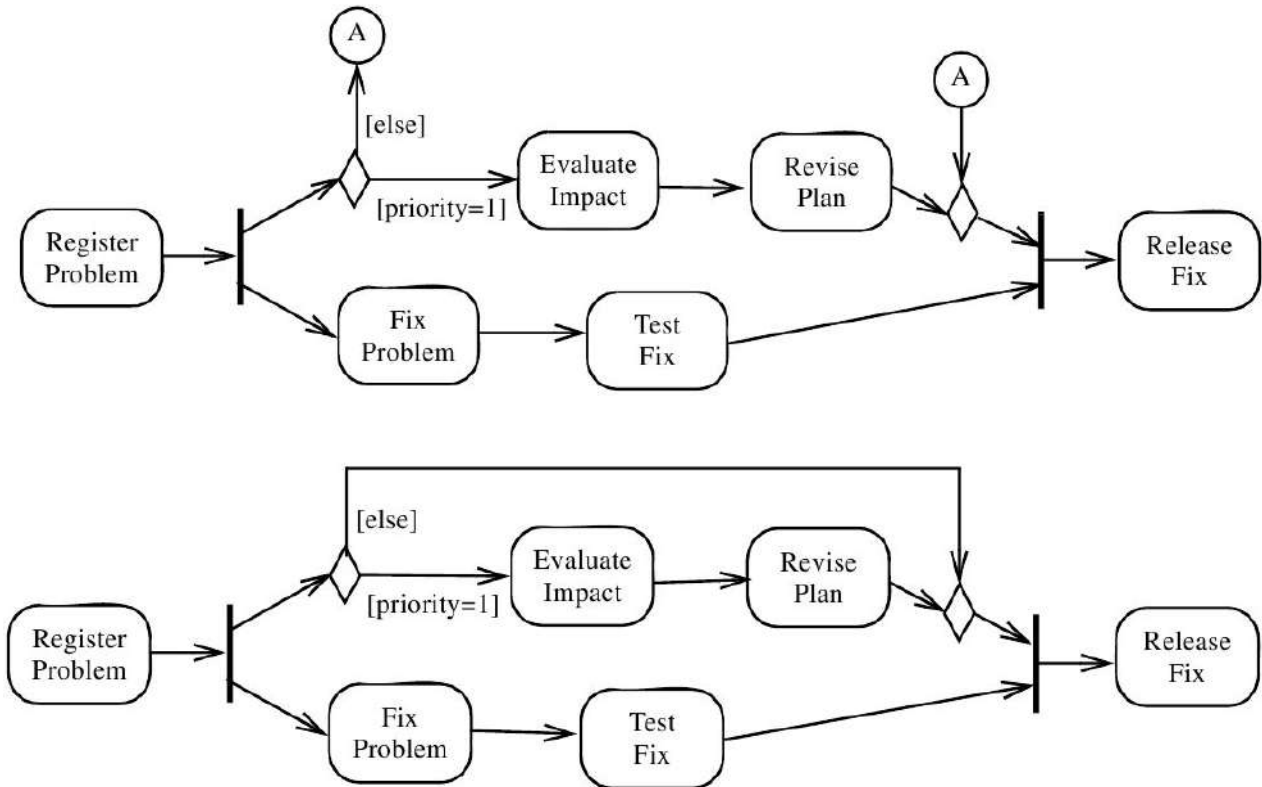 A
A
[else]
Evaluate
Impact
Revise
Plan
[priority=1]
Register
Problem
Release
Fix
Fix
Problem
Test
Fix
[else]
Evaluate
Impact
Revise
Plan
[priority=1]
Register
Problem
Release
Fix
Fix
Problem
Test
Fix